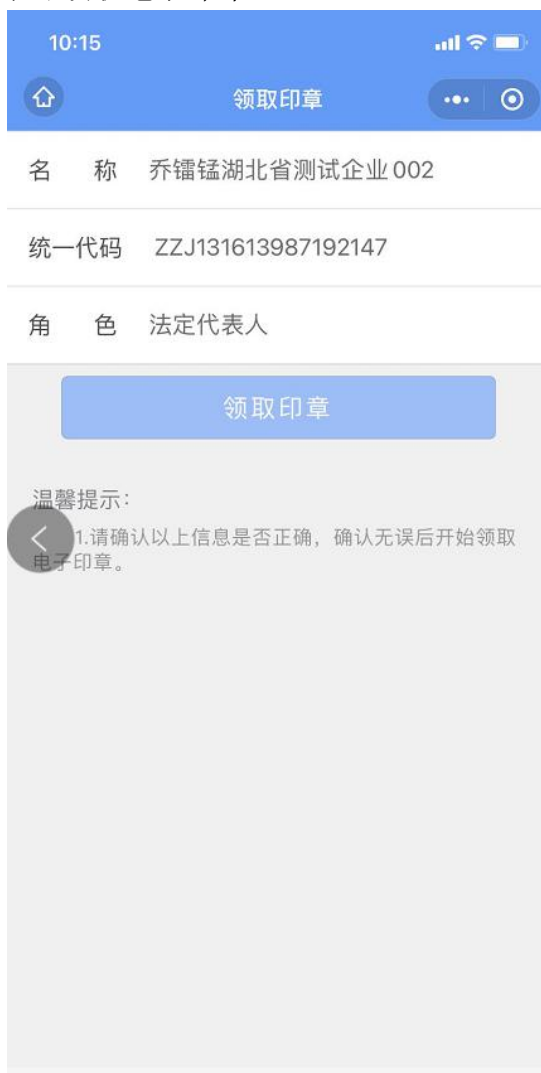 10:15
领取印章
名 称 乔镭锰湖北省测试企业002
统一代码 ZZJ131613987192147
角 色 法定代表人
领取印章
温馨提示:
1.请确认以上信息是否正确，确认无误后开始领取
电子印章。